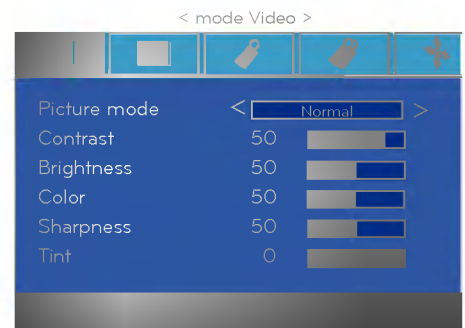 < mode Video >
Picture mode < Normal >
Contrast 50
Brightness 50
Color 50
Sharpness 50
Tint 0